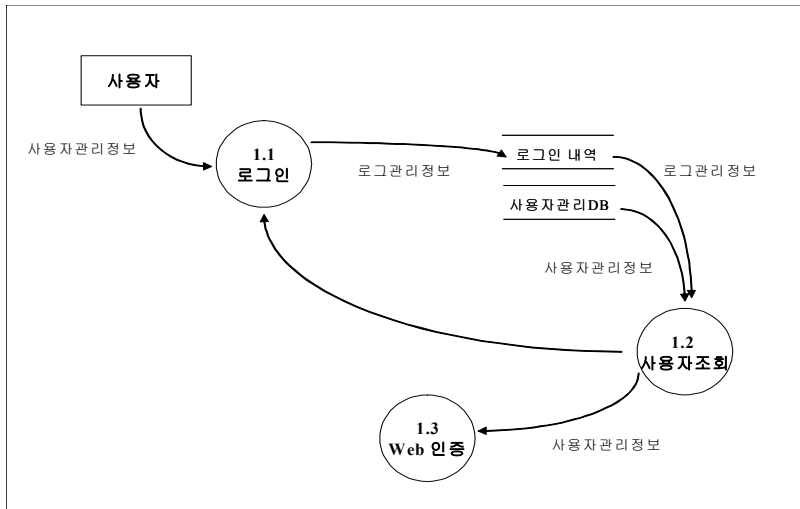 사용자
사용자관리정보
1.1
로그인
로그관리정보
로그인 내역
로그관리정보
사용자관리DB
사용자관리정보
1.2
사용자조회
1.3
Web 인증
사용자관리정보